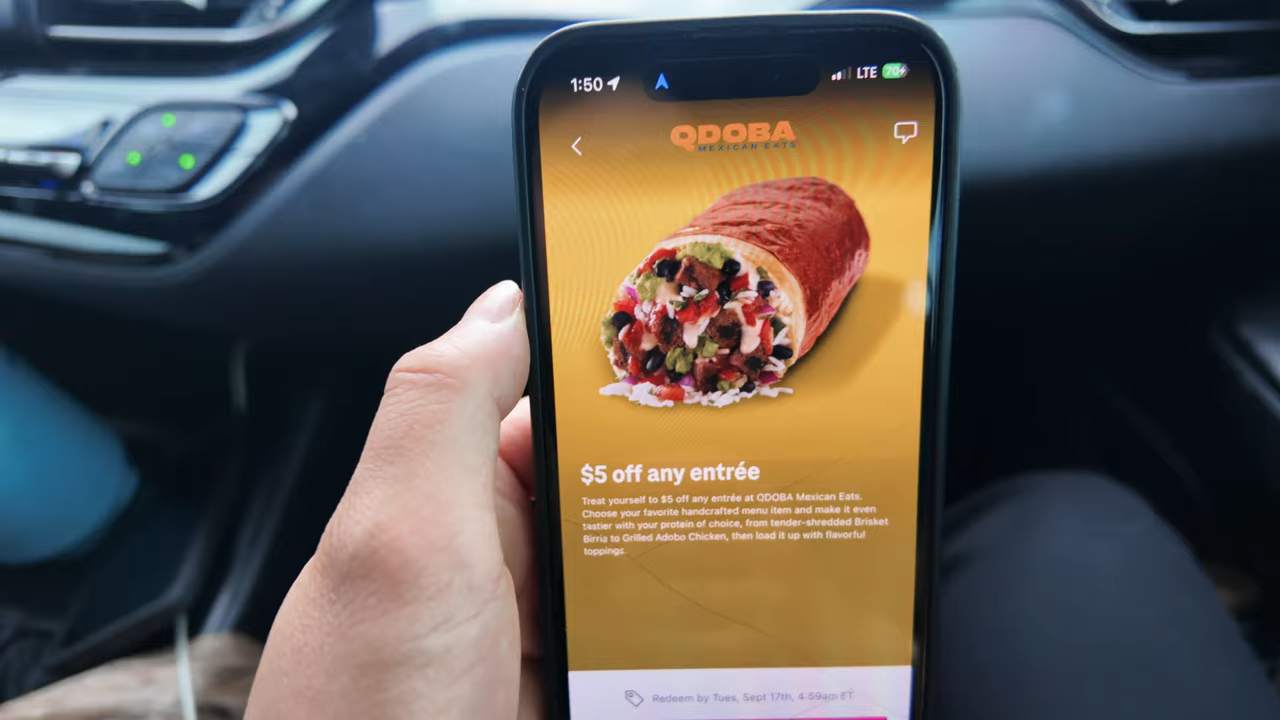 1:50
LTE 70
QDOBA
MEXICAN EATS
$5 off any entrée
Treat yourself to $5 off any entrée at QDOBA Mexican Eats.
Choose your favorite handcrafted menu item and make it even
tastier with your protein of choice, from tender-shredded Brisket
Birria to Grilled Adobo Chicken, then load it up with flavorful
toppings.
Redeem by Tues, Sept 17th, 4:59am ET